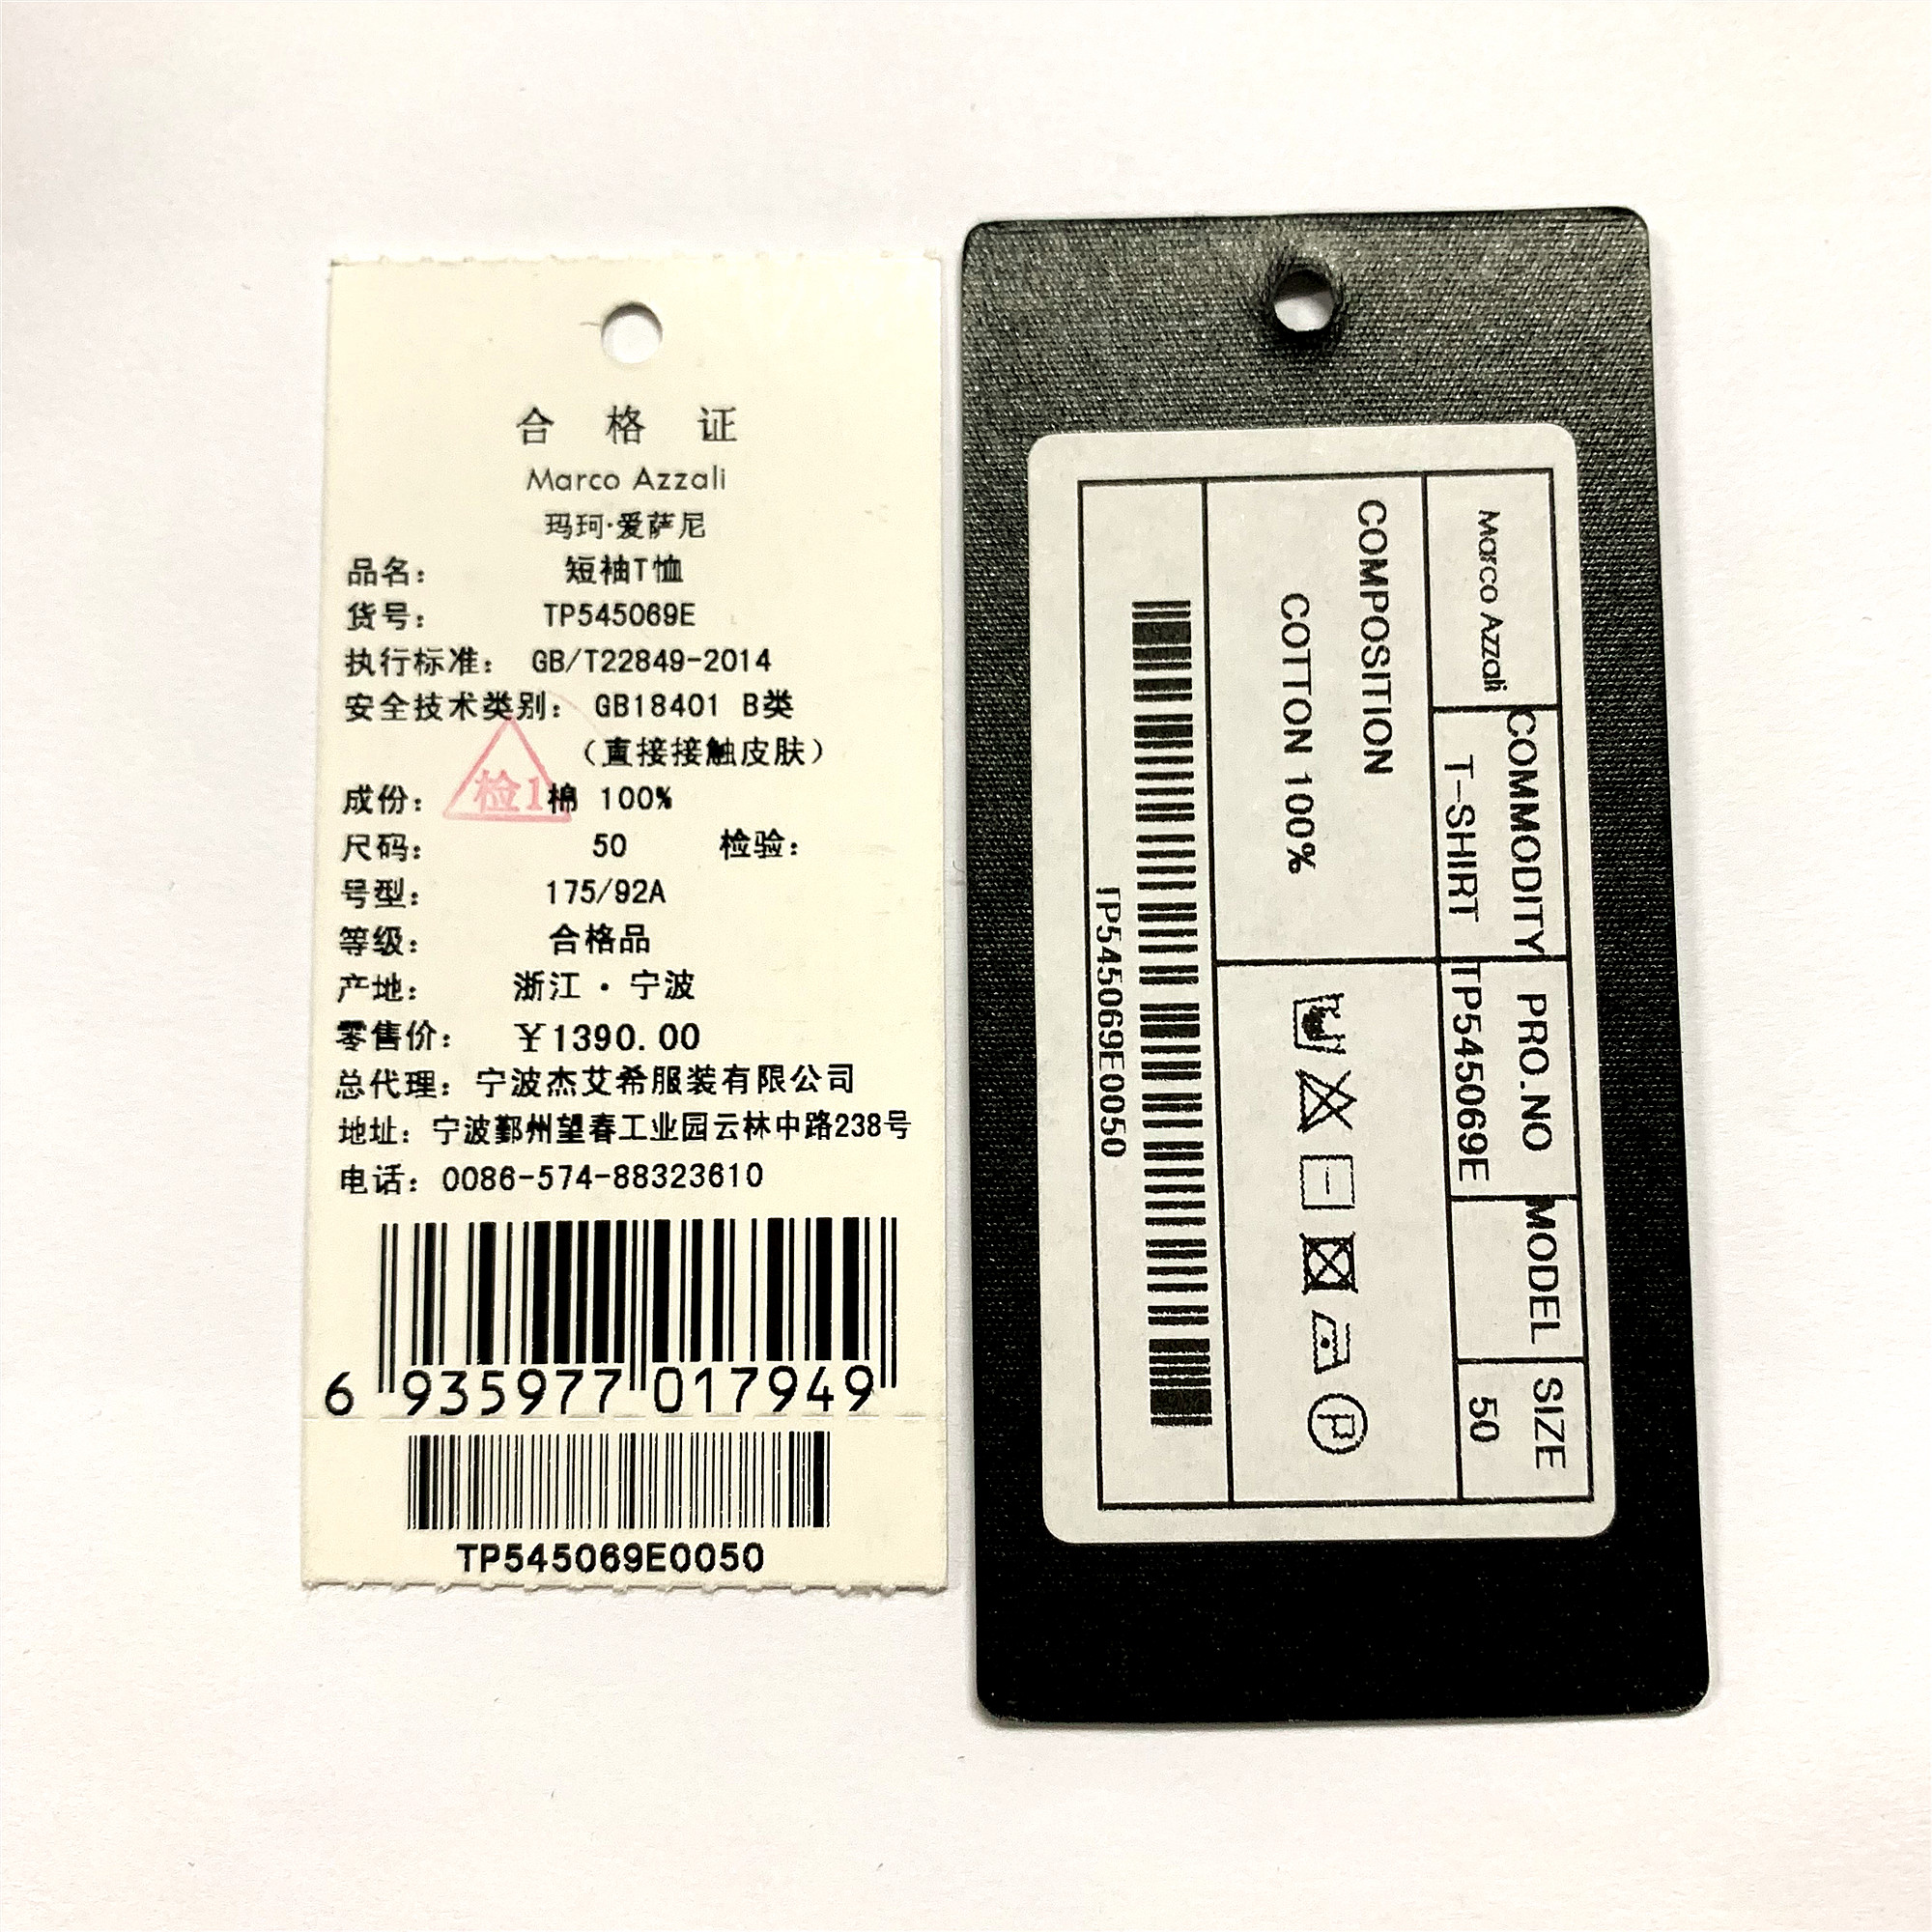 合 格 证
Marco Azzali
玛珂·爱萨尼
品名： 短袖T恤
货号： TP545069E
执行标准： GB/T22849-2014
安全技术类别： GB18401 B类
（直接接触皮肤）
成份： 棉 100%
检1
尺码： 50 检验：
号型： 175/92A
等级： 合格品
产地： 浙江·宁波
零售价： ¥1390.00
总代理： 宁波杰艾希服装有限公司
地址： 宁波鄞州望春工业园云林中路238号
电话： 0086-574-88323610
6 935977 017949
TP545069E0050
Marco Azzali
COMMODITY
T-SHIRT
PRO.NO
TP545069E
MODEL
SIZE
50
COMPOSITION
COTTON 100%
P
TP545069E0050